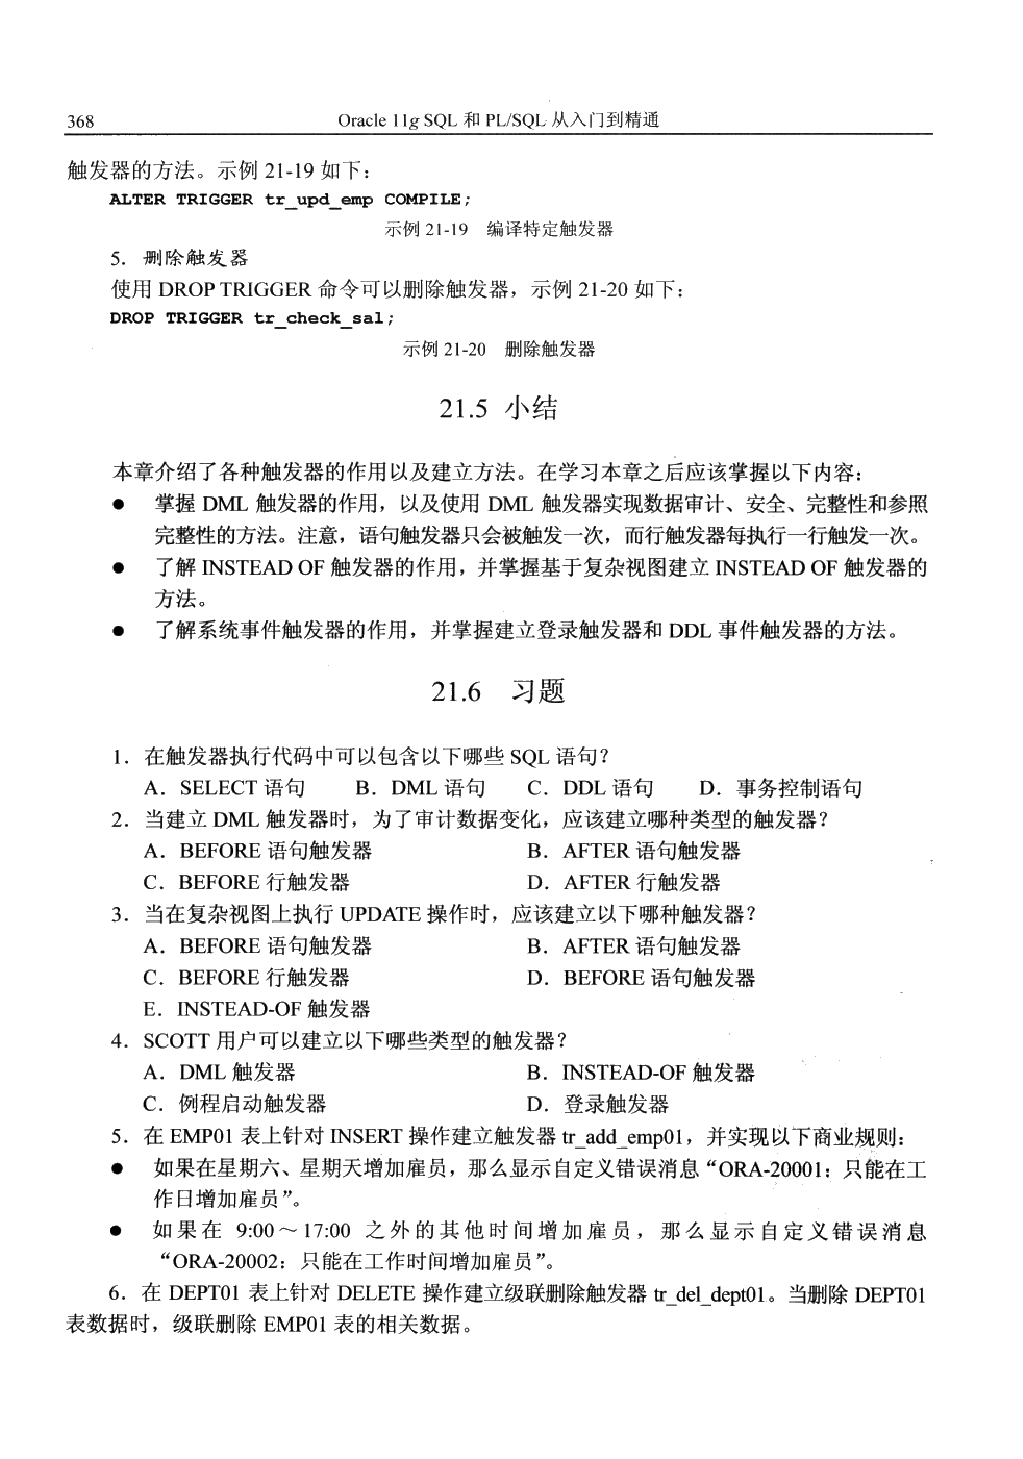 368 Oracle 11g SQL 和 PL/SQL 从入门到精通
触发器的方法。示例 21-19 如下：
ALTER TRIGGER tr_upd_emp COMPILE;
示例 21-19 编译特定触发器
5．删除触发器
使用 DROP TRIGGER 命令可以删除触发器，示例 21-20 如下：
DROP TRIGGER tr_check_sal;
示例 21-20 删除触发器
21.5 小结
本章介绍了各种触发器的作用以及建立方法。在学习本章之后应该掌握以下内容：
● 掌握 DML 触发器的作用，以及使用 DML 触发器实现数据审计、安全、完整性和参照
完整性的方法。注意，语句触发器只会被触发一次，而行触发器每执行一行触发一次。
● 了解 INSTEAD OF 触发器的作用，并掌握基于复杂视图建立 INSTEAD OF 触发器的
方法。
● 了解系统事件触发器的作用，并掌握建立登录触发器和 DDL 事件触发器的方法。
21.6 习题
1．在触发器执行代码中可以包含以下哪些 SQL 语句？
A．SELECT 语句 B．DML 语句 C．DDL 语句 D．事务控制语句
2．当建立 DML 触发器时，为了审计数据变化，应该建立哪种类型的触发器？
A．BEFORE 语句触发器 B．AFTER 语句触发器
C．BEFORE 行触发器 D．AFTER 行触发器
3．当在复杂视图上执行 UPDATE 操作时，应该建立以下哪种触发器？
A．BEFORE 语句触发器 B．AFTER 语句触发器
C．BEFORE 行触发器 D．BEFORE 语句触发器
E．INSTEAD-OF 触发器
4．SCOTT 用户可以建立以下哪些类型的触发器？
A．DML 触发器 B．INSTEAD-OF 触发器
C．例程启动触发器 D．登录触发器
5．在 EMP01 表上针对 INSERT 操作建立触发器 tr_add_emp01，并实现以下商业规则：
● 如果在星期六、星期天增加雇员，那么显示自定义错误消息“ORA-20001：只能在工
作日增加雇员”。
● 如果在 9:00～17:00 之外的其他时间增加雇员，那么显示自定义错误消息
“ORA-20002：只能在工作时间增加雇员”。
6．在 DEPT01 表上针对 DELETE 操作建立级联删除触发器 tr_del_dept01。当删除 DEPT01
表数据时，级联删除 EMP01 表的相关数据。